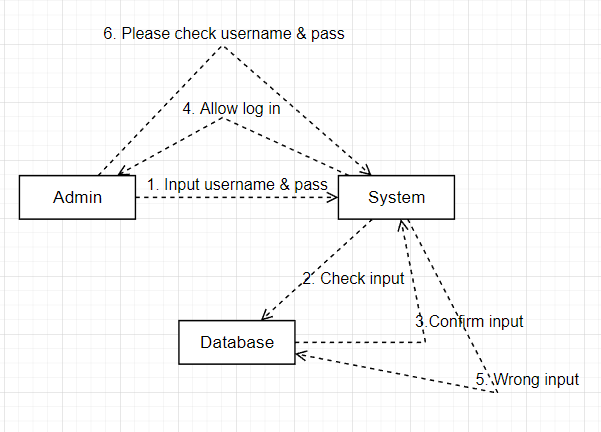 6. Please check username & pass
4. Allow log in
1. Input username & pass
Admin
System
2. Check input
3.Confirm input
Database
5. Wrong input